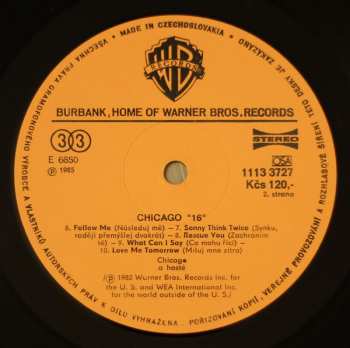 VŠECHNA PRÁVA GRAMOFONOVÉHO VÝROBCE A VLASTNÍKŮ AUTORSKÝCH PRÁV K DÍLU VYHRAŽENA. POŘIZOVÁNÍ KOPIÍ, VEŘEJNÉ PROVOZOVÁNÍ A ROZHLASOVÉ ŠÍŘENÍ TÉTO DESKY JE ZAKÁZÁNO
• MADE IN CZECHOSLOVAKIA •
WB
RECORDS
BURBANK, HOME OF WARNER BROS. RECORDS
33
STEREO
E 6650
Ⓟ 1985
OSA
1113 3727
Kčs 120,-
2. strana
CHICAGO "16"
6. Follow Me (Následuj mě) – 7. Sonny Think Twice (Synku,
raději přemýšlej dvakrát) – 8. Rescue You (Zachráním
tě) – 9. What Can I Say (Co mohu říci) –
10. Love Me Tomorrow (Miluj mne zítra)
Chicago
a hosté
Ⓟ 1982 Warner Bros. Records Inc. for
the U. S. and WEA International Inc.
for the world outside of the U. S./